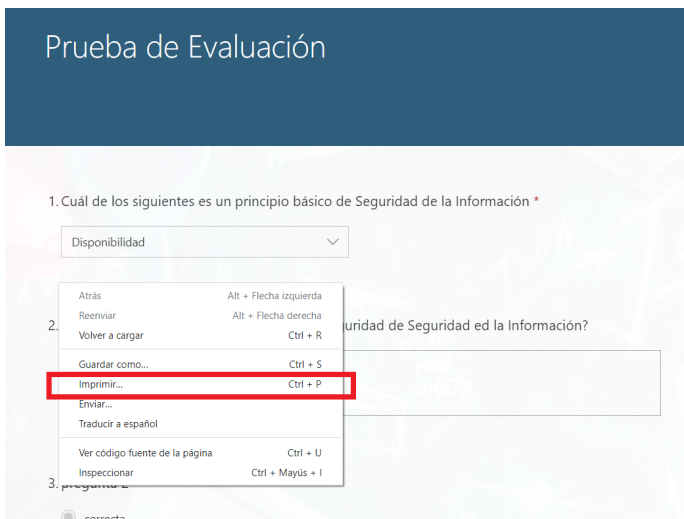 Prueba de Evaluación
1. Cuál de los siguientes es un principio básico de Seguridad de la Información *
Disponibilidad
Atrás Alt + Flecha izquierda
Reenviar Alt + Flecha derecha
2. uridad de Seguridad ed la Información?
Volver a cargar Ctrl + R
Guardar como... Ctrl + S
Imprimir... Ctrl + P
Enviar...
Traducir a español
Ver código fuente de la página Ctrl + U
Inspeccionar Ctrl + Mayús + I
3. pregunta 2
correcta